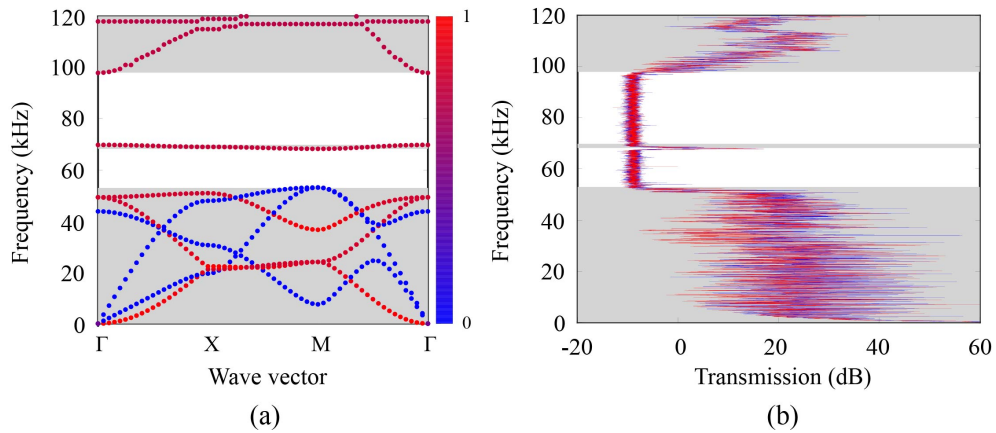 120
100
80
60
40
20
0
Frequency (kHz)
Γ
X
M
Γ
Wave vector
1
0
(a)
120
100
80
60
40
20
0
Frequency (kHz)
-20
0
20
40
60
Transmission (dB)
(b)